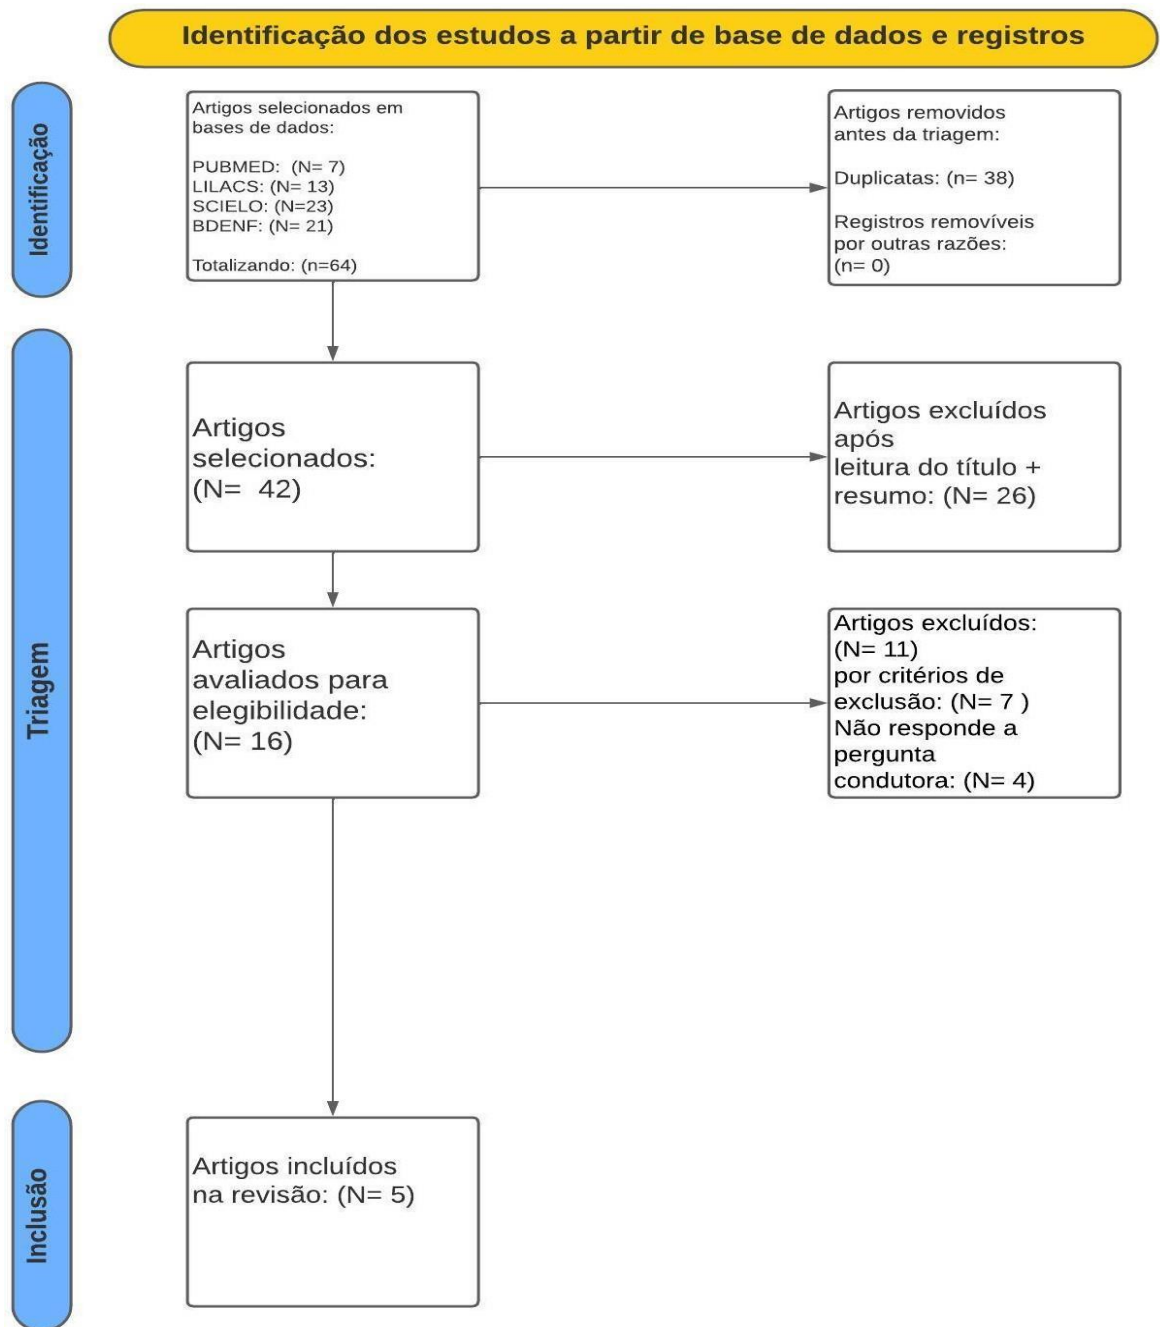 Identificação dos estudos a partir de base de dados e registros
Identificação
Artigos selecionados em
bases de dados:
PUBMED: (N= 7)
LILACS: (N= 13)
SCIELO: (N=23)
BDENF: (N= 21)
Totalizando: (n=64)
Artigos removidos
antes da triagem:
Duplicatas: (n= 38)
Registros removíveis
por outras razões:
(n= 0)
Triagem
Artigos
selecionados:
(N= 42)
Artigos excluídos
após
leitura do título +
resumo: (N= 26)
Artigos
avaliados para
elegibilidade:
(N= 16)
Artigos excluídos:
(N= 11)
por critérios de
exclusão: (N= 7 )
Não responde a
pergunta
condutora: (N= 4)
Inclusão
Artigos incluídos
na revisão: (N= 5)